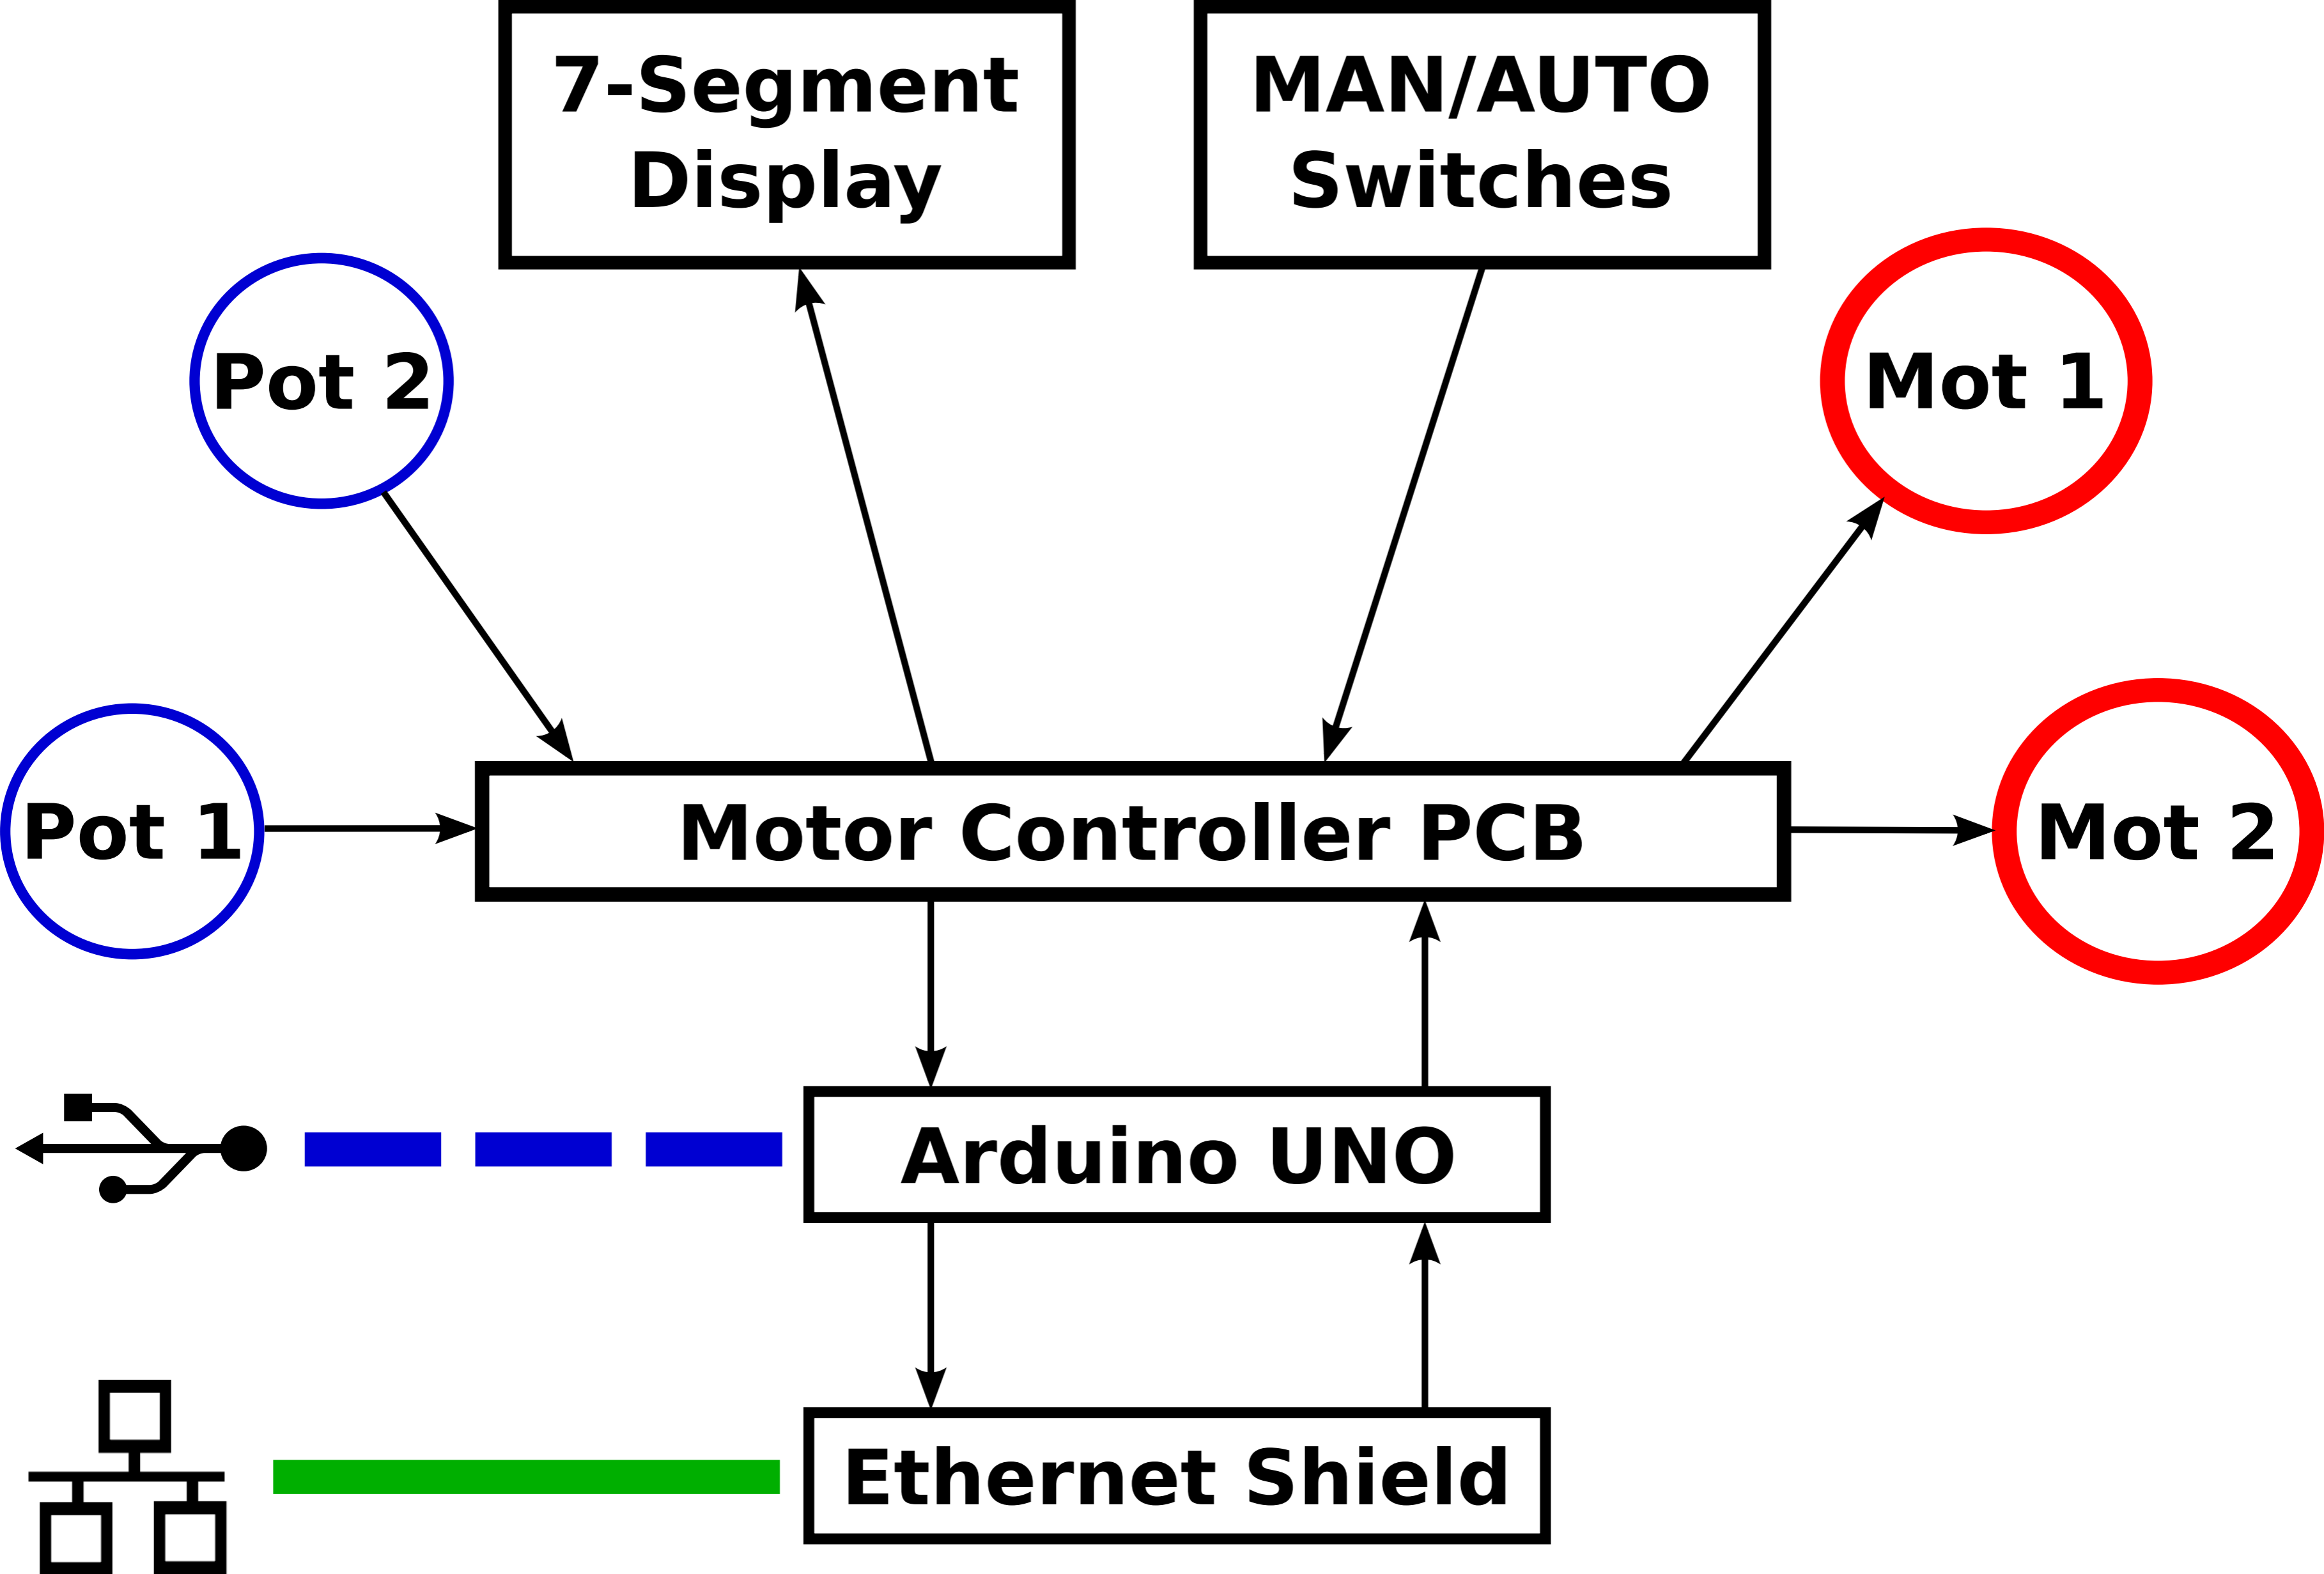 7-Segment
Display
MAN/AUTO
Switches
Pot 2
Mot 1
Pot 1
Motor Controller PCB
Mot 2
Arduino UNO
Ethernet Shield